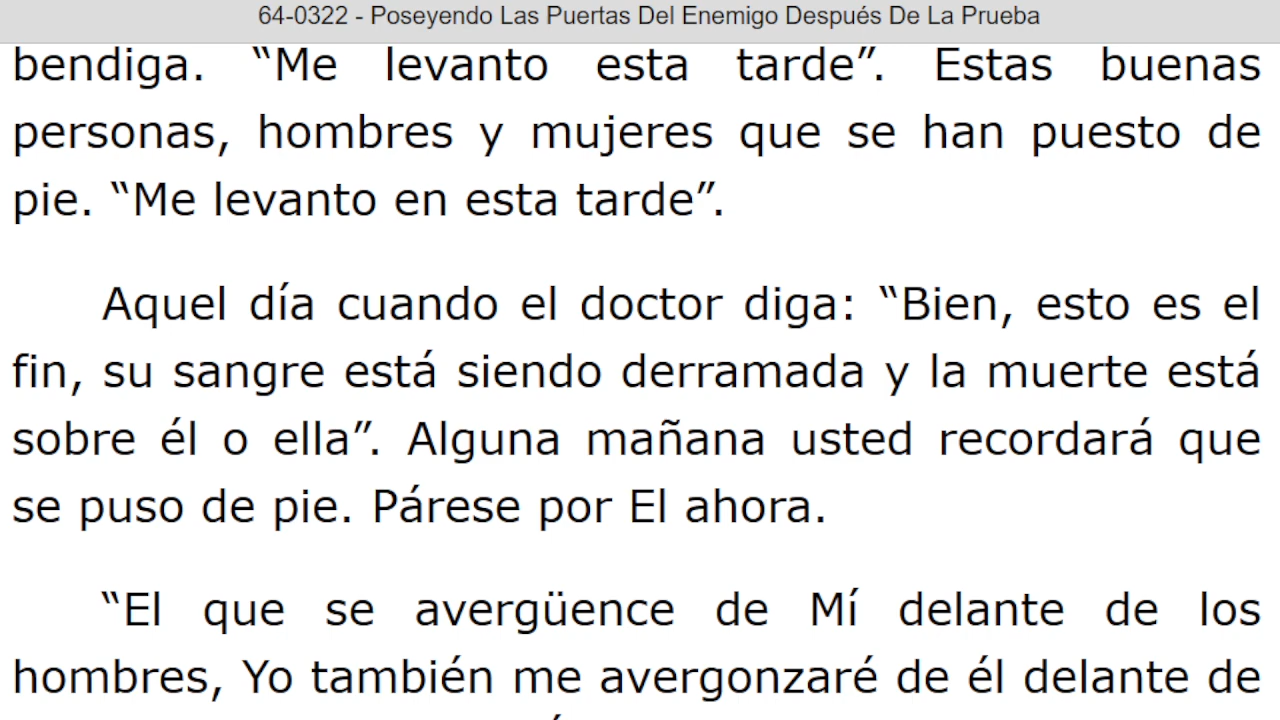 64-0322 - Poseyendo Las Puertas Del Enemigo Después De La Prueba
bendiga. “Me levanto esta tarde”. Estas buenas
personas, hombres y mujeres que se han puesto de
pie. “Me levanto en esta tarde”.
Aquel día cuando el doctor diga: “Bien, esto es el
fin, su sangre está siendo derramada y la muerte está
sobre él o ella”. Alguna mañana usted recordará que
se puso de pie. Párese por El ahora.
“El que se avergüence de Mí delante de los
hombres, Yo también me avergonzaré de él delante de